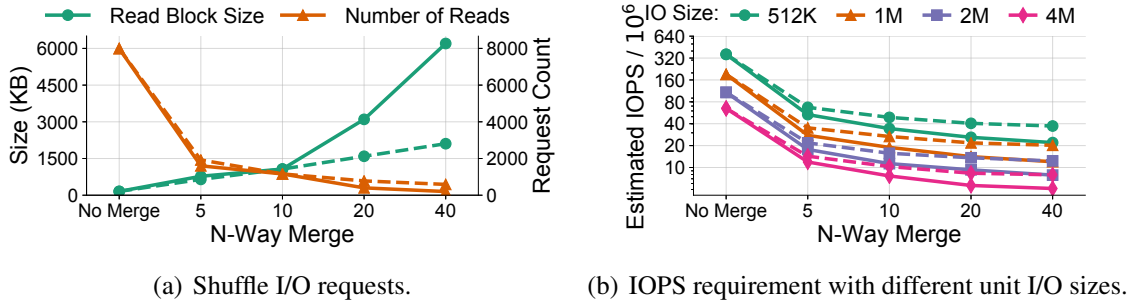 Read Block Size Number of Reads
Size (KB)
6000
4500
3000
1500
0
8000
6000
4000
2000
0
Request Count
No Merge 5 10 20 40
N-Way Merge
(a) Shuffle I/O requests.
IO Size: 512K 1M 2M 4M
Estimated IOPS / 10⁶
640
320
160
80
40
20
10
No Merge 5 10 20 40
N-Way Merge
(b) IOPS requirement with different unit I/O sizes.